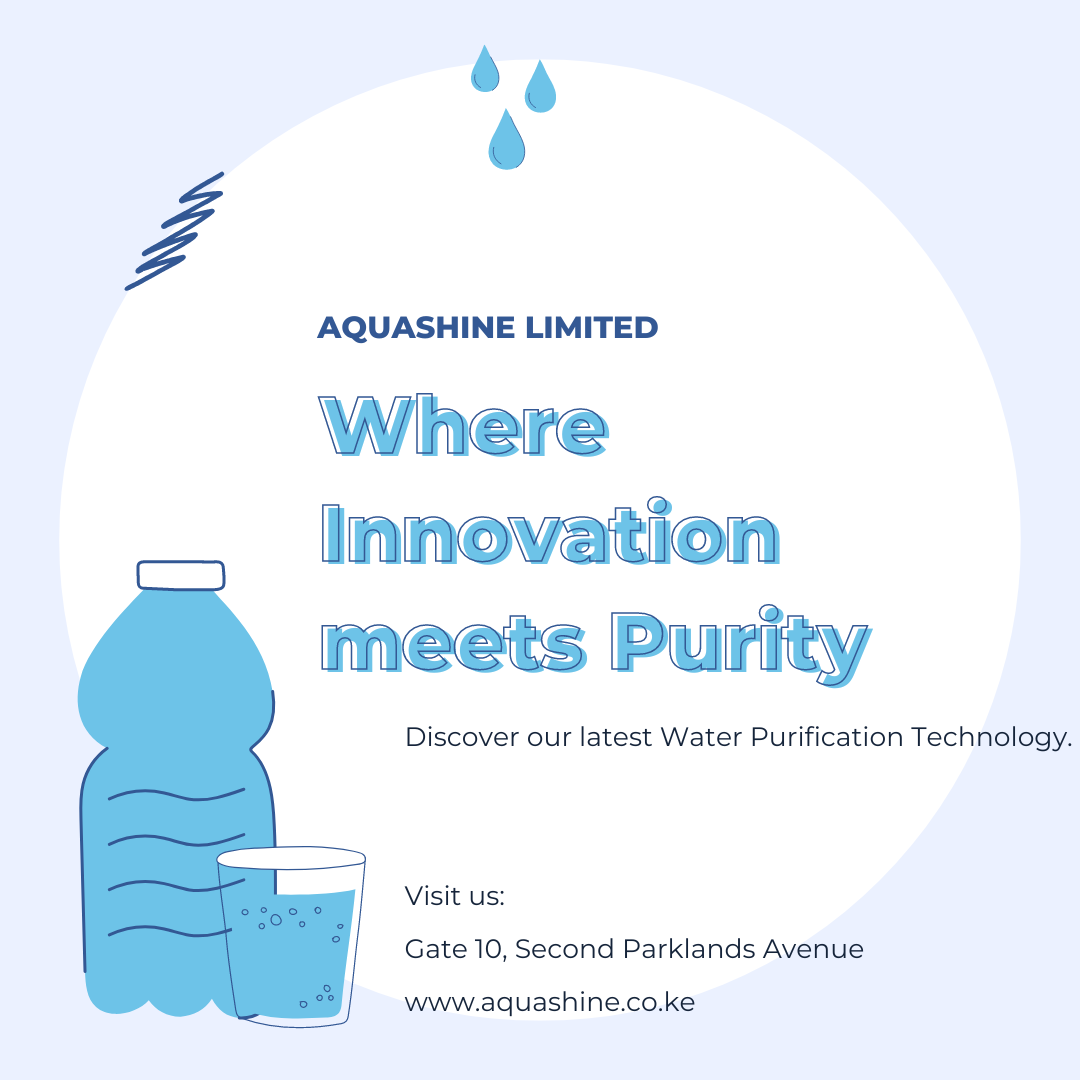 AQUASHINE LIMITED
Where
Innovation
meets Purity
Discover our latest Water Purification Technology.
Visit us:
Gate 10, Second Parklands Avenue
www.aquashine.co.ke